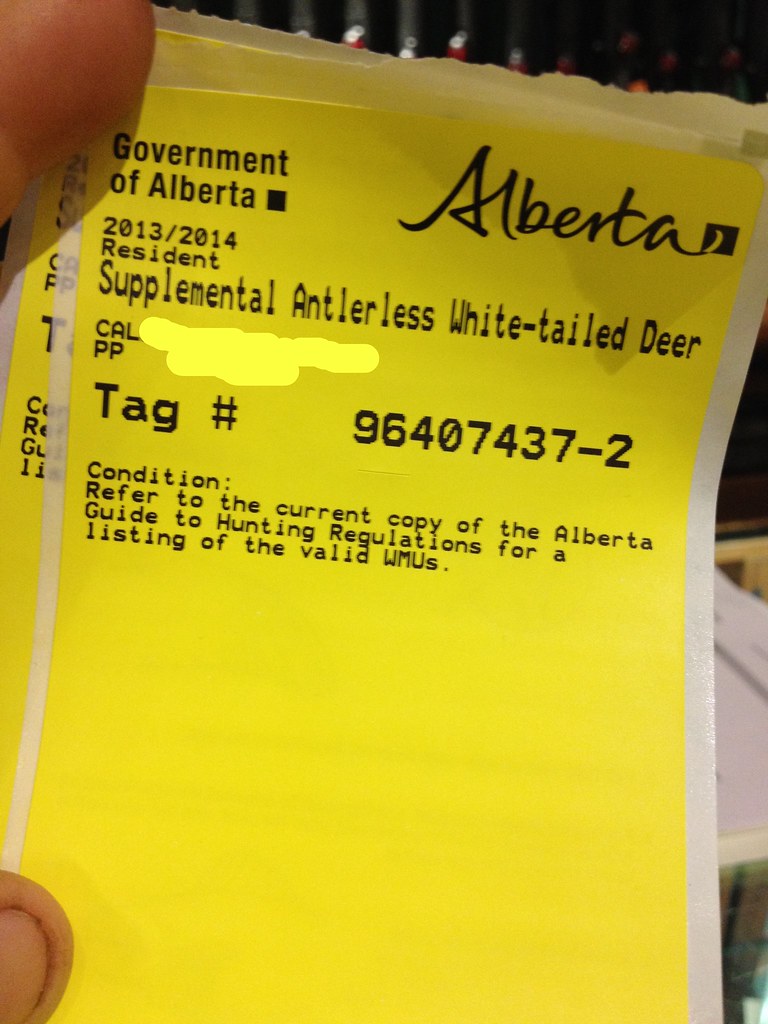 Government
of Alberta
Alberta
2013/2014
Resident
Supplemental Antlerless White-tailed Deer
CAL
PP
Tag # 96407437-2
Condition:
Refer to the current copy of the Alberta
Guide to Hunting Regulations for a
listing of the valid WMUs.